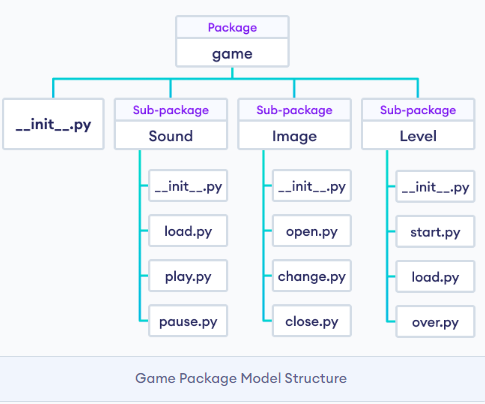 Package
game
__init__.py
Sub-package
Sound
Sub-package
Image
Sub-package
Level
__init__.py
load.py
play.py
pause.py
__init__.py
open.py
change.py
close.py
__init__.py
start.py
load.py
over.py
Game Package Model Structure